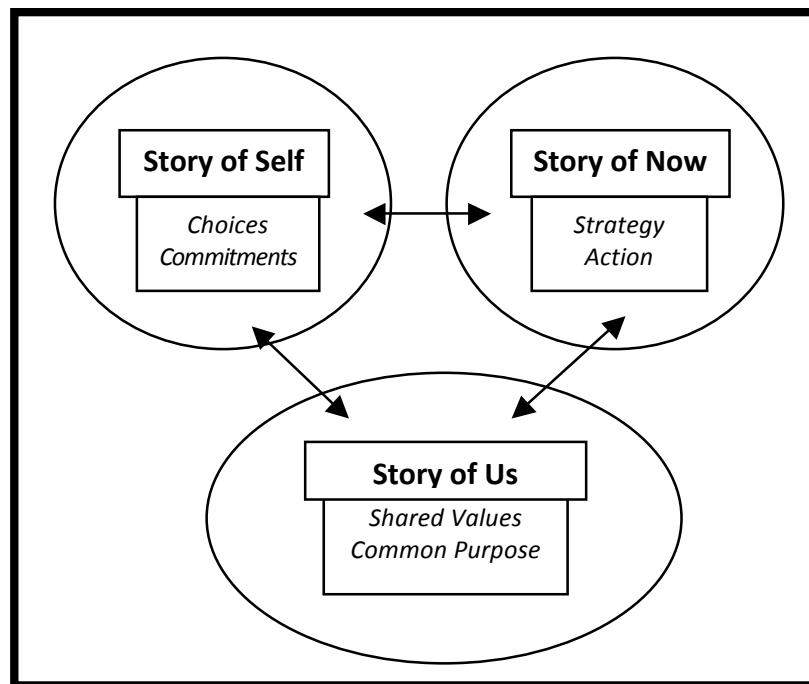 Story of Self
Choices
Commitments
Story of Now
Strategy
Action
Story of Us
Shared Values
Common Purpose